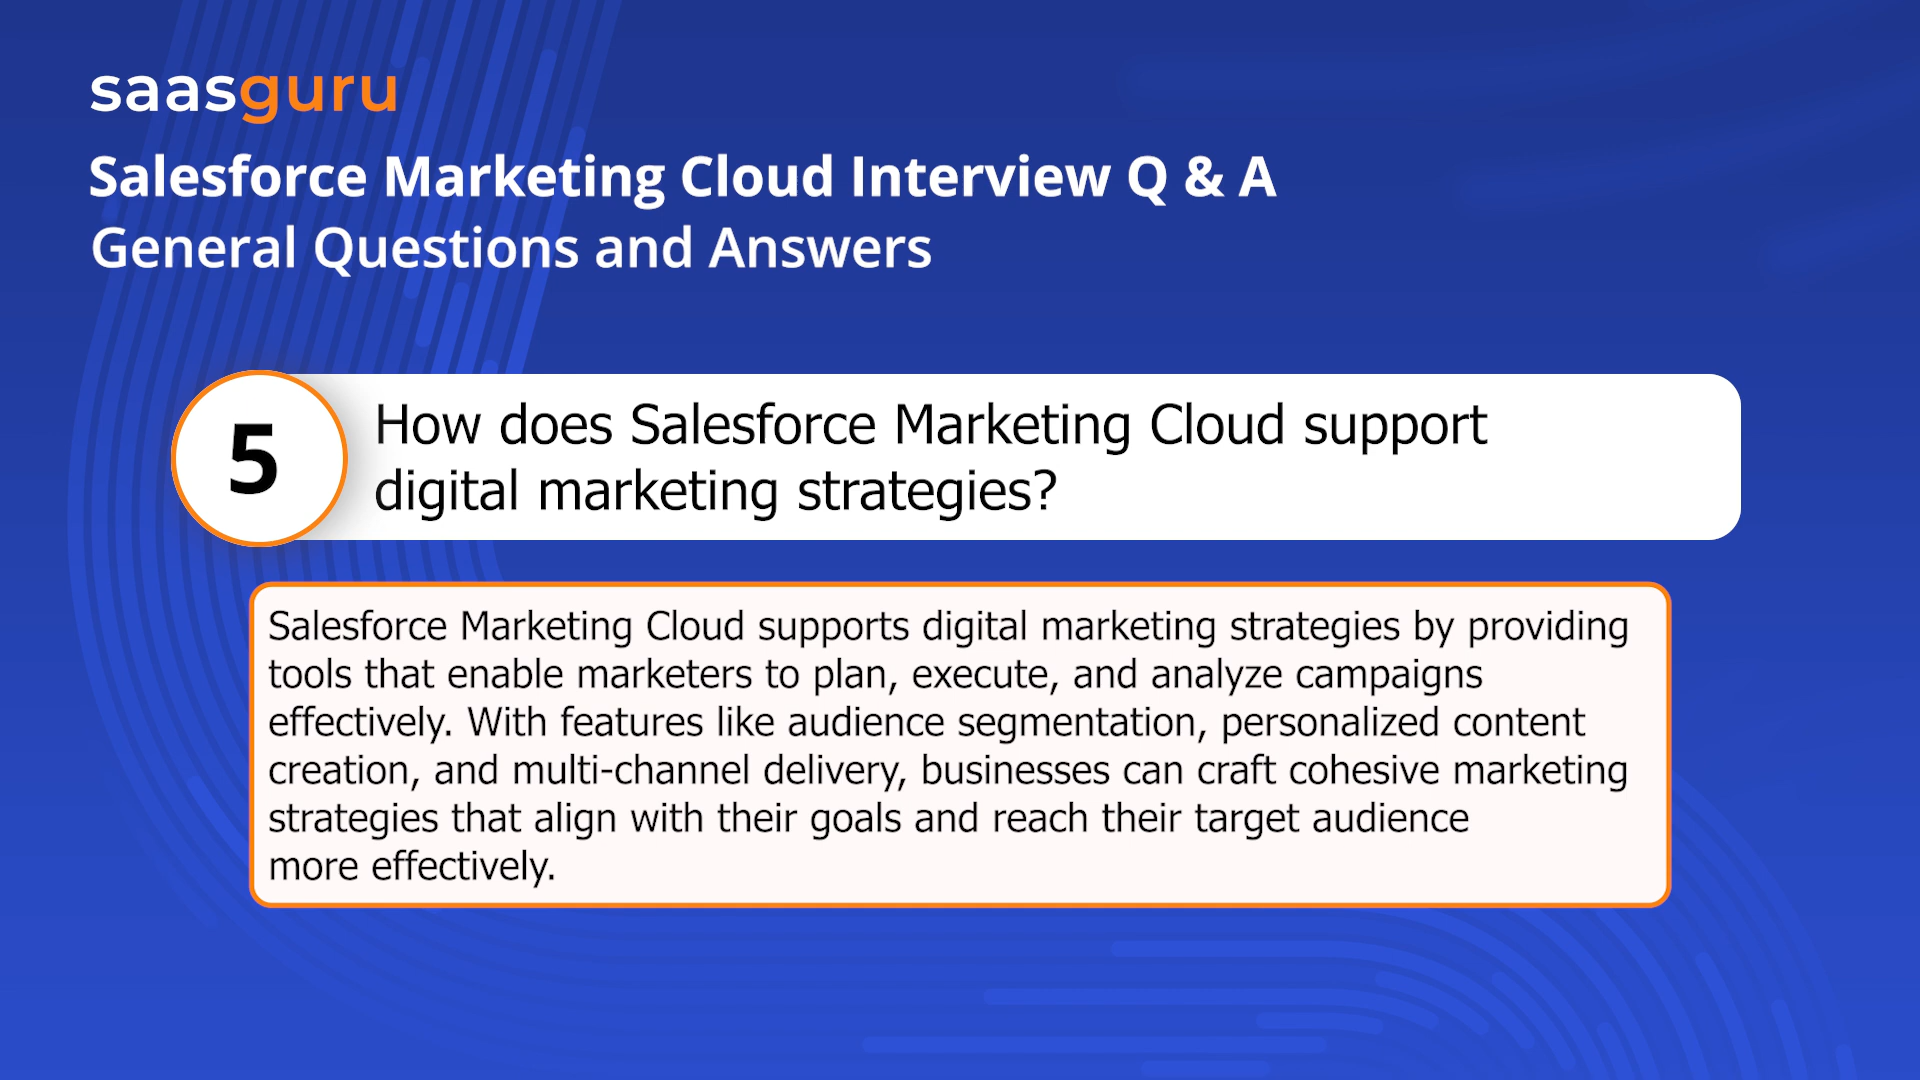 saasguru
Salesforce Marketing Cloud Interview Q & A
General Questions and Answers
5
How does Salesforce Marketing Cloud support
digital marketing strategies?
Salesforce Marketing Cloud supports digital marketing strategies by providing
tools that enable marketers to plan, execute, and analyze campaigns
effectively. With features like audience segmentation, personalized content
creation, and multi-channel delivery, businesses can craft cohesive marketing
strategies that align with their goals and reach their target audience
more effectively.